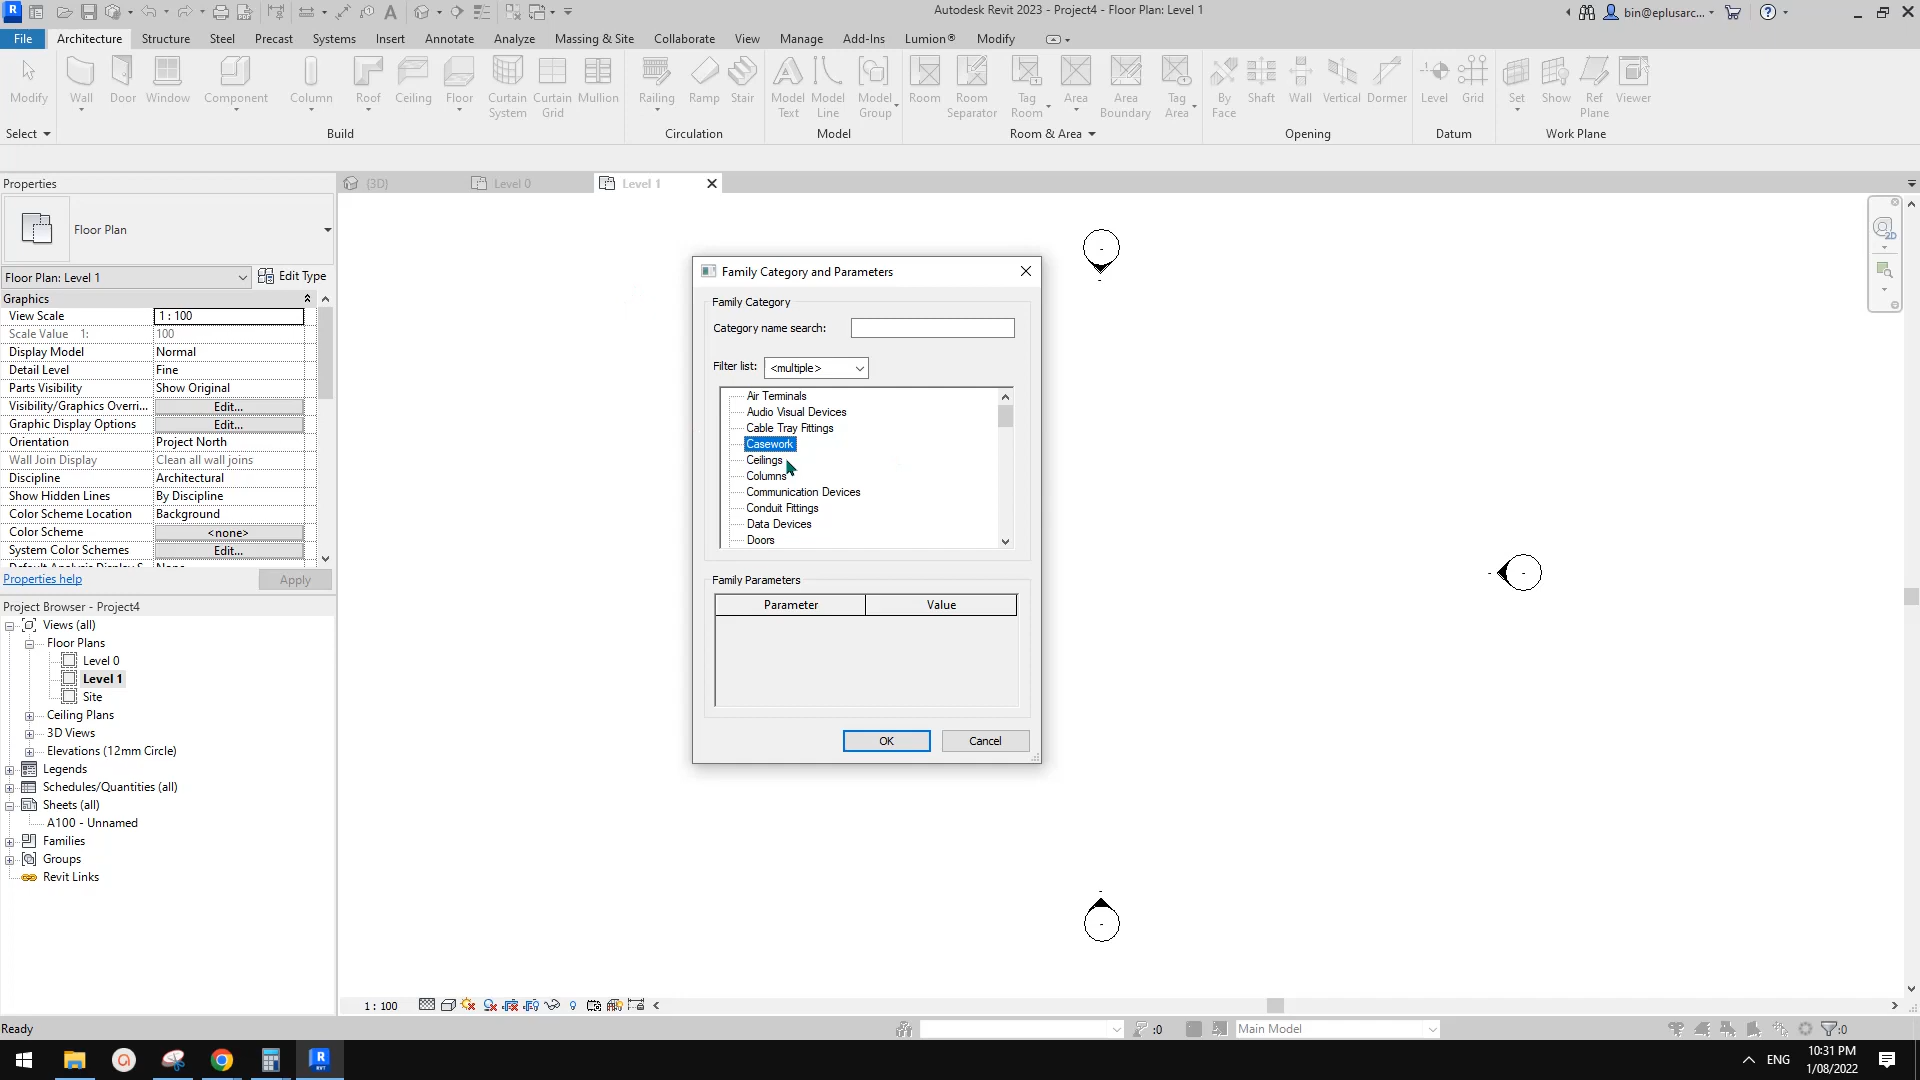 Autodesk Revit 2023 - Project4 - Floor Plan: Level 1
bin@eplusarc...
File Architecture Structure Steel Precast Systems Insert Annotate Analyze Massing & Site Collaborate View Manage Add-Ins Lumion® Modify
Modify Wall Door Window Component Column Roof Ceiling Floor Curtain System Curtain Grid Mullion Railing Ramp Stair Model Text Model Line Model Group Room Room Separator Tag Room Area Area Boundary Tag Area By Face Shaft Wall Vertical Dormer Level Grid Set Show Ref Plane Viewer
Select Build Circulation Model Room & Area Opening Datum Work Plane
Properties
{3D} Level 0 Level 1
Floor Plan
Floor Plan: Level 1 Edit Type
Graphics
View Scale 1 : 100
Scale Value 1: 100
Display Model Normal
Detail Level Fine
Parts Visibility Show Original
Visibility/Graphics Overri... Edit...
Graphic Display Options Edit...
Orientation Project North
Wall Join Display Clean all wall joins
Discipline Architectural
Show Hidden Lines By Discipline
Color Scheme Location Background
Color Scheme <none>
System Color Schemes Edit...
Properties help Apply
Project Browser - Project4
Views (all)
Floor Plans
Level 0
Level 1
Site
Ceiling Plans
3D Views
Elevations (12mm Circle)
Legends
Schedules/Quantities (all)
Sheets (all)
A100 - Unnamed
Families
Groups
Revit Links
Family Category and Parameters
Family Category
Category name search:
Filter list: <multiple>
Air Terminals
Audio Visual Devices
Cable Tray Fittings
Casework
Ceilings
Columns
Communication Devices
Conduit Fittings
Data Devices
Doors
Family Parameters
Parameter Value
OK Cancel
2D
1 : 100
Ready :0 Main Model :0
ENG 10:31 PM
1/08/2022